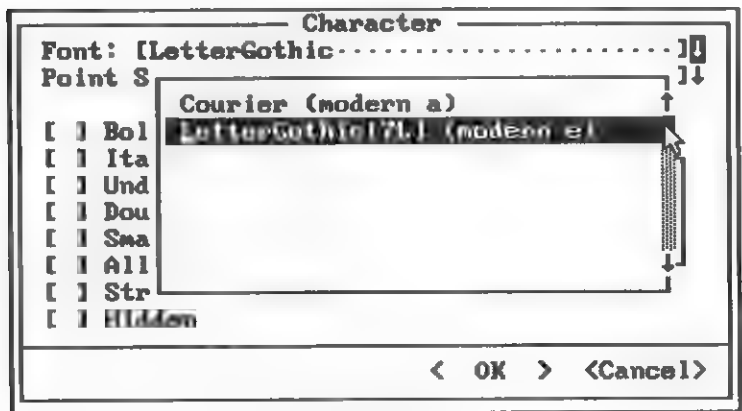 Character
Font: [LetterGothic·····················]↓
Point S ]↓
Courier (modern a)
LetterGothic[7L] (modern e)
[ ] Bol
[ ] Ita
[ ] Und
[ ] Dou
[ ] Sma
[ ] All
[ ] Str
[ ] Hidden
< OK > <Cancel>